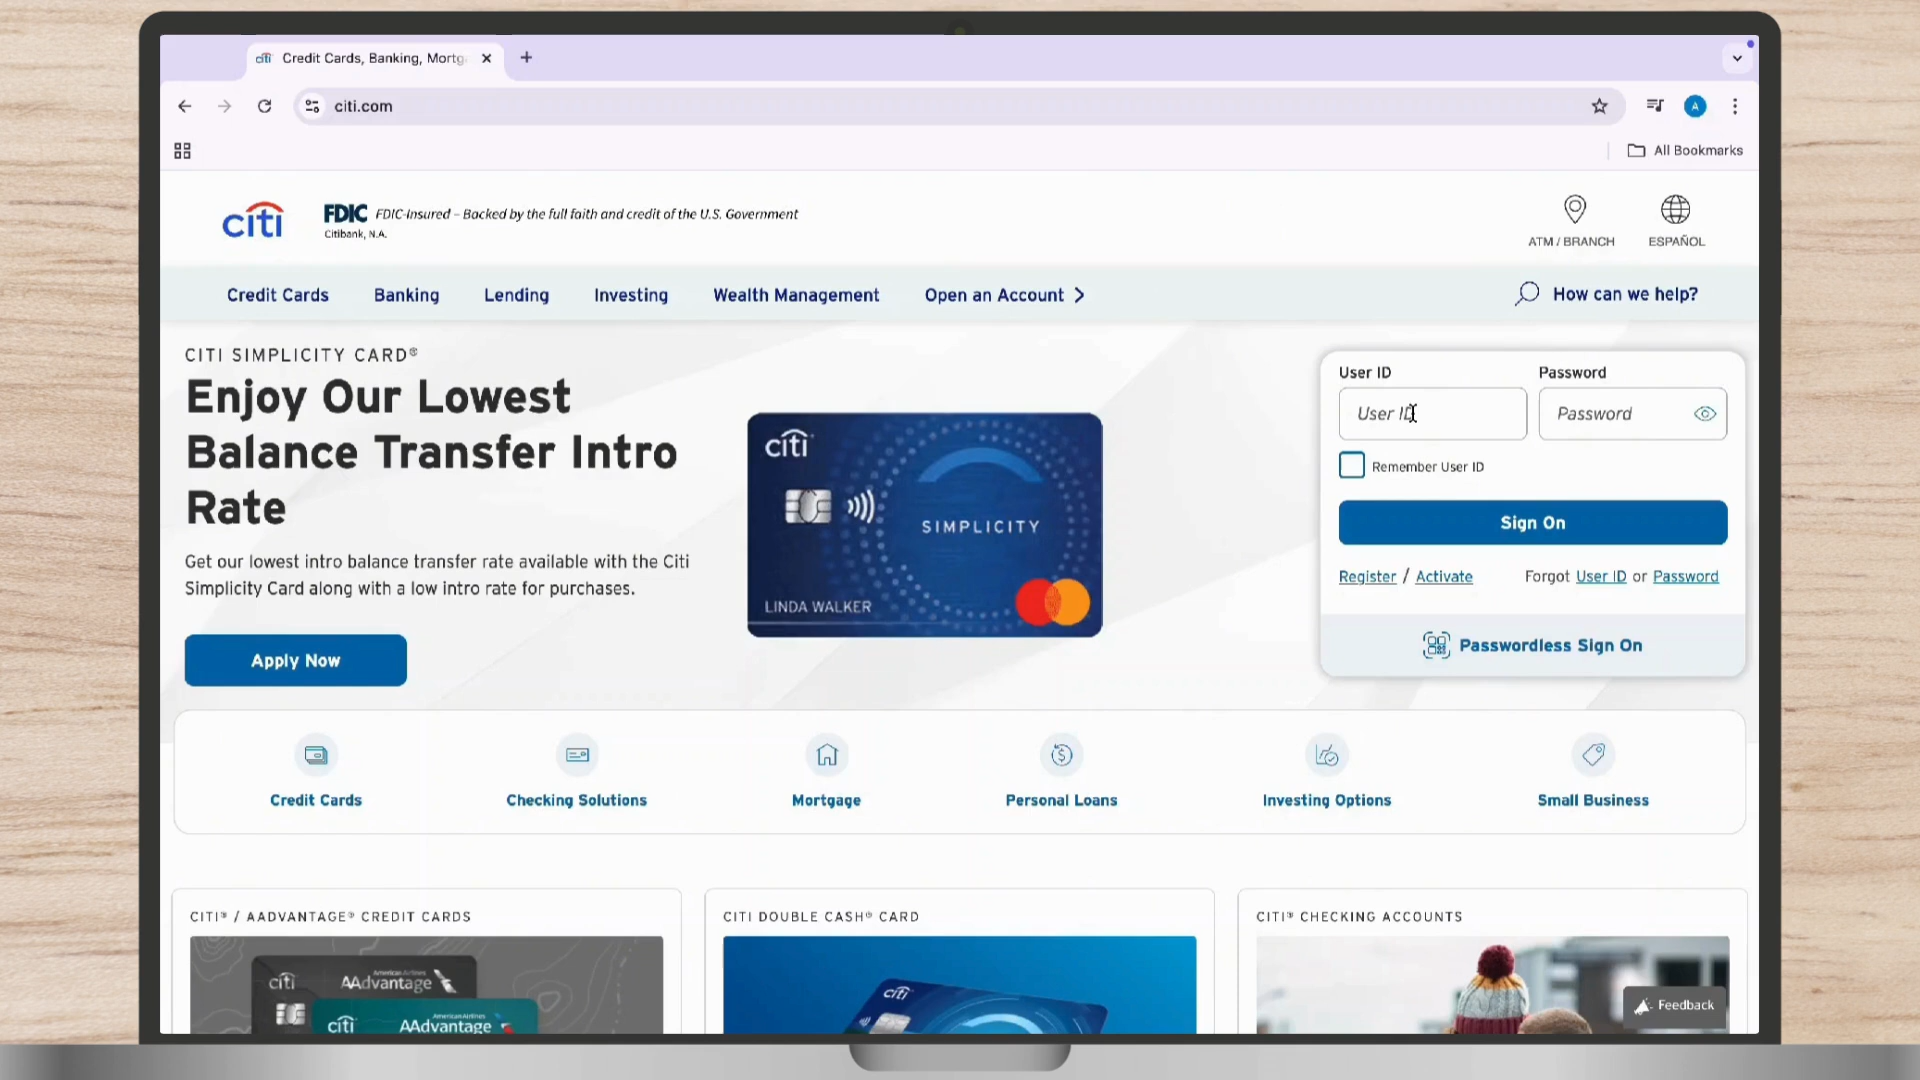 citi Credit Cards, Banking, Mortg
citi.com
A
All Bookmarks
citi
FDIC FDIC-Insured – Backed by the full faith and credit of the U.S. Government
Citibank, N.A.
ATM / BRANCH
ESPAÑOL
Credit Cards
Banking
Lending
Investing
Wealth Management
Open an Account
How can we help?
CITI SIMPLICITY CARD®
Enjoy Our Lowest
Balance Transfer Intro
Rate
Get our lowest intro balance transfer rate available with the Citi
Simplicity Card along with a low intro rate for purchases.
Apply Now
citi
SIMPLICITY
LINDA WALKER
User ID
Password
User ID
Password
Remember User ID
Sign On
Register / Activate
Forgot User ID or Password
Passwordless Sign On
Credit Cards
Checking Solutions
Mortgage
Personal Loans
Investing Options
Small Business
CITI® / AADVANTAGE® CREDIT CARDS
citi
American Airlines
AAdvantage
citi
American Airlines
AAdvantage
CITI DOUBLE CASH® CARD
citi
CITI® CHECKING ACCOUNTS
Feedback